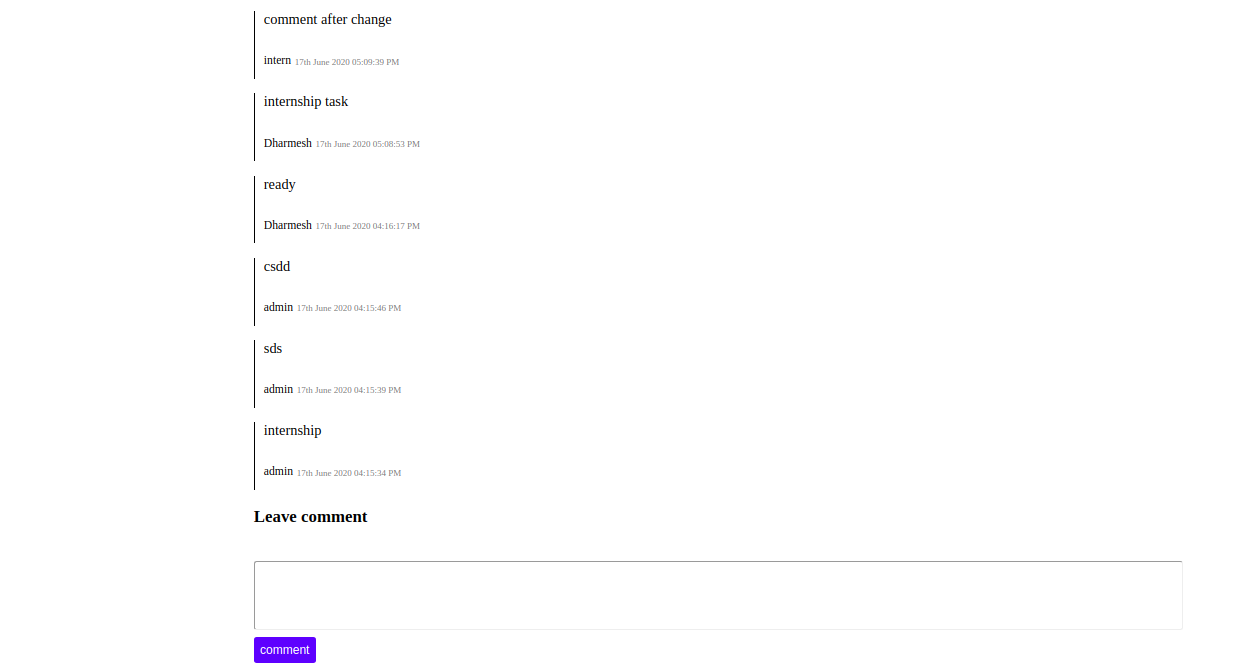 comment after change
intern 17th June 2020 05:09:39 PM
internship task
Dharmesh 17th June 2020 05:08:53 PM
ready
Dharmesh 17th June 2020 04:16:17 PM
csdd
admin 17th June 2020 04:15:46 PM
sds
admin 17th June 2020 04:15:39 PM
internship
admin 17th June 2020 04:15:34 PM
Leave comment
comment